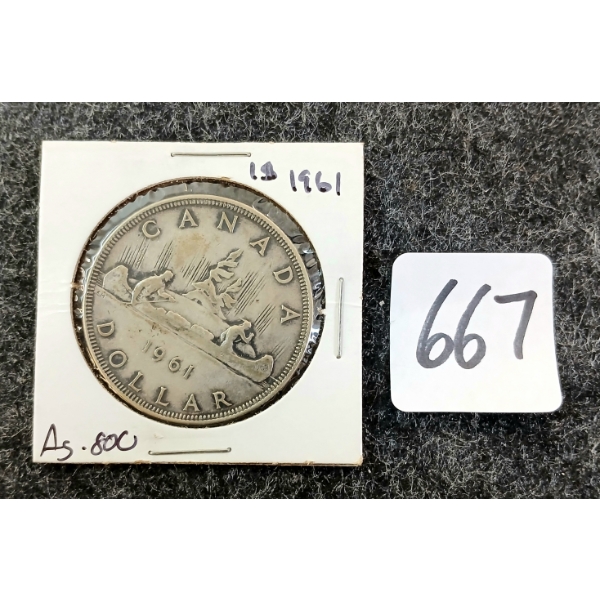 1$ 1961
CANADA
1961
DOLLAR
Ag .800
667